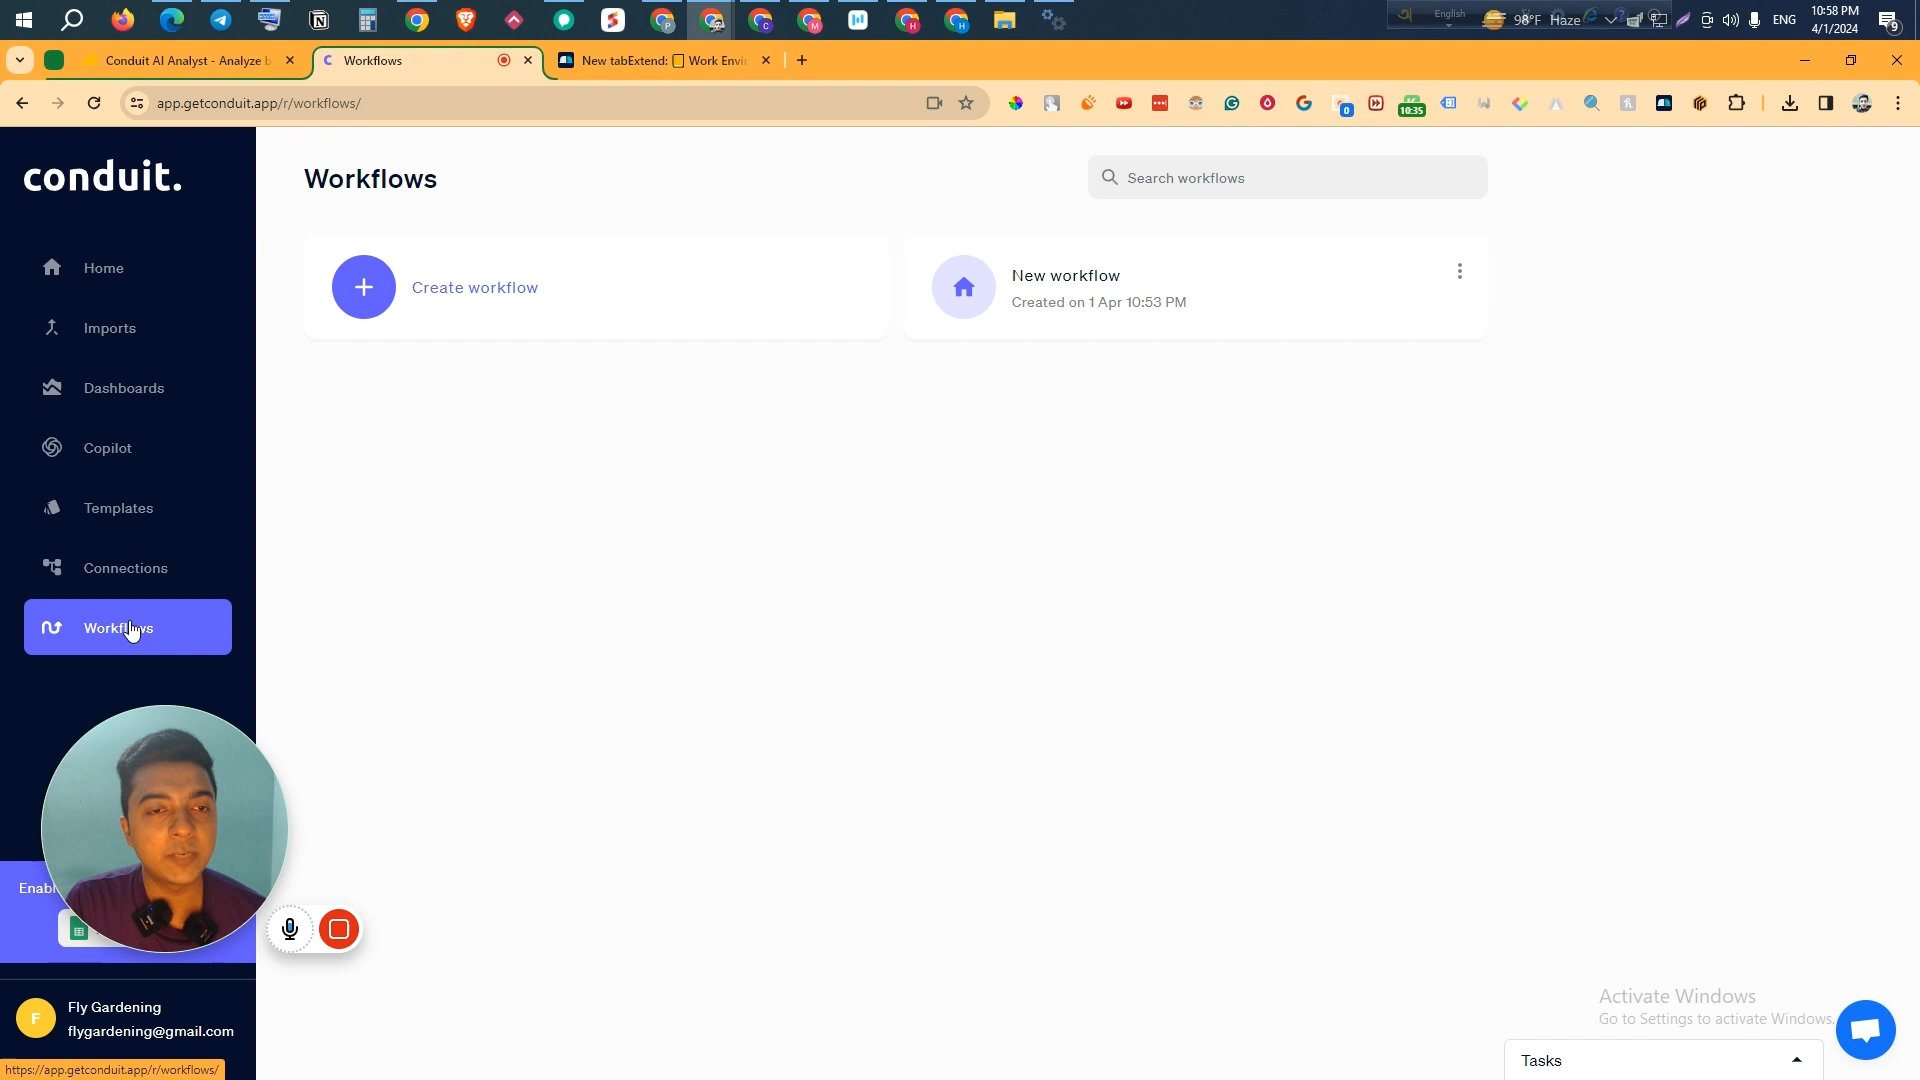 English
98°F Haze
ENG
10:58 PM
4/1/2024
9
Conduit AI Analyst - Analyze b
Workflows
New tabExtend: Work Envir
app.getconduit.app/r/workflows/
0
10:35
conduit.
Workflows
Search workflows
Home
Imports
Dashboards
Copilot
Templates
Connections
Workflows
Create workflow
New workflow
Created on 1 Apr 10:53 PM
Enabl
F
Fly Gardening
flygardening@gmail.com
https://app.getconduit.app/r/workflows/
Activate Windows
Go to Settings to activate Windows.
Tasks